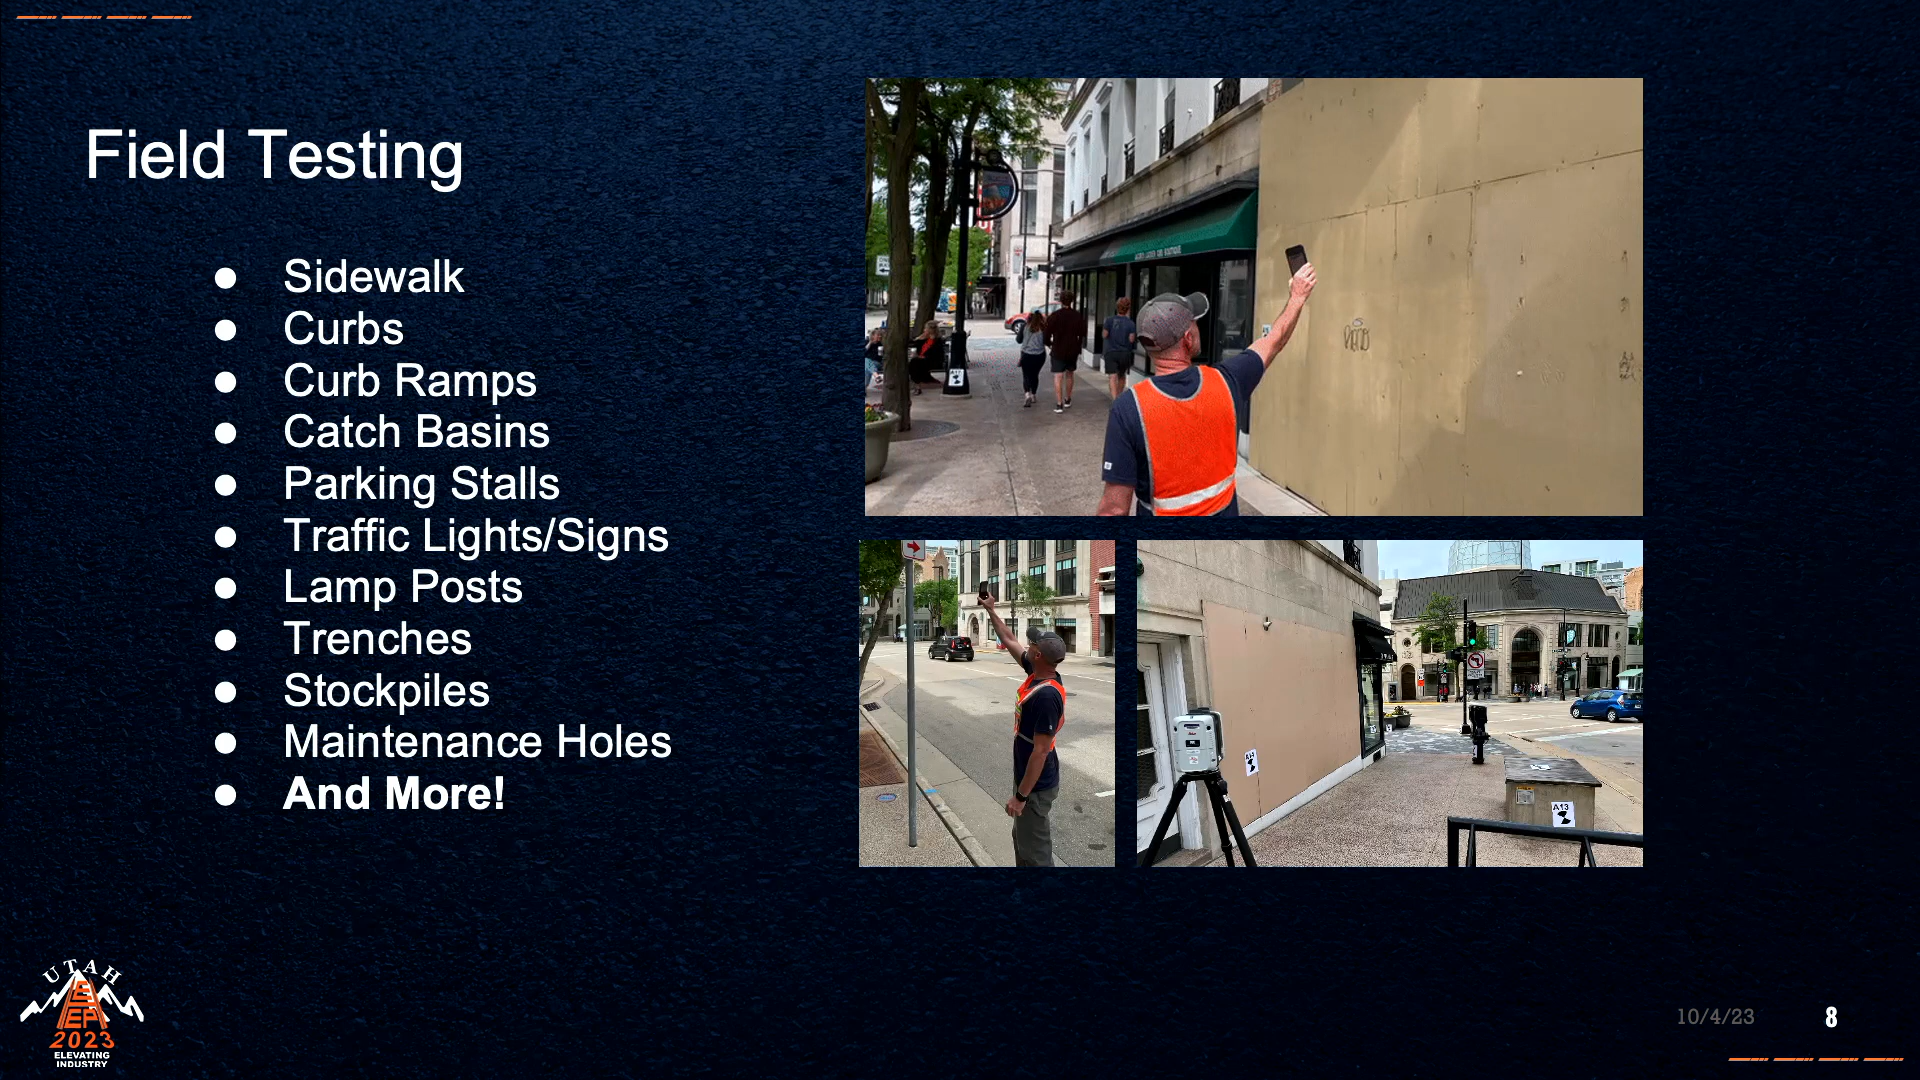 Field Testing
● Sidewalk
● Curbs
● Curb Ramps
● Catch Basins
● Parking Stalls
● Traffic Lights/Signs
● Lamp Posts
● Trenches
● Stockpiles
● Maintenance Holes
● And More!
A13
UTAH
2023
ELEVATING
INDUSTRY
10/4/23
8